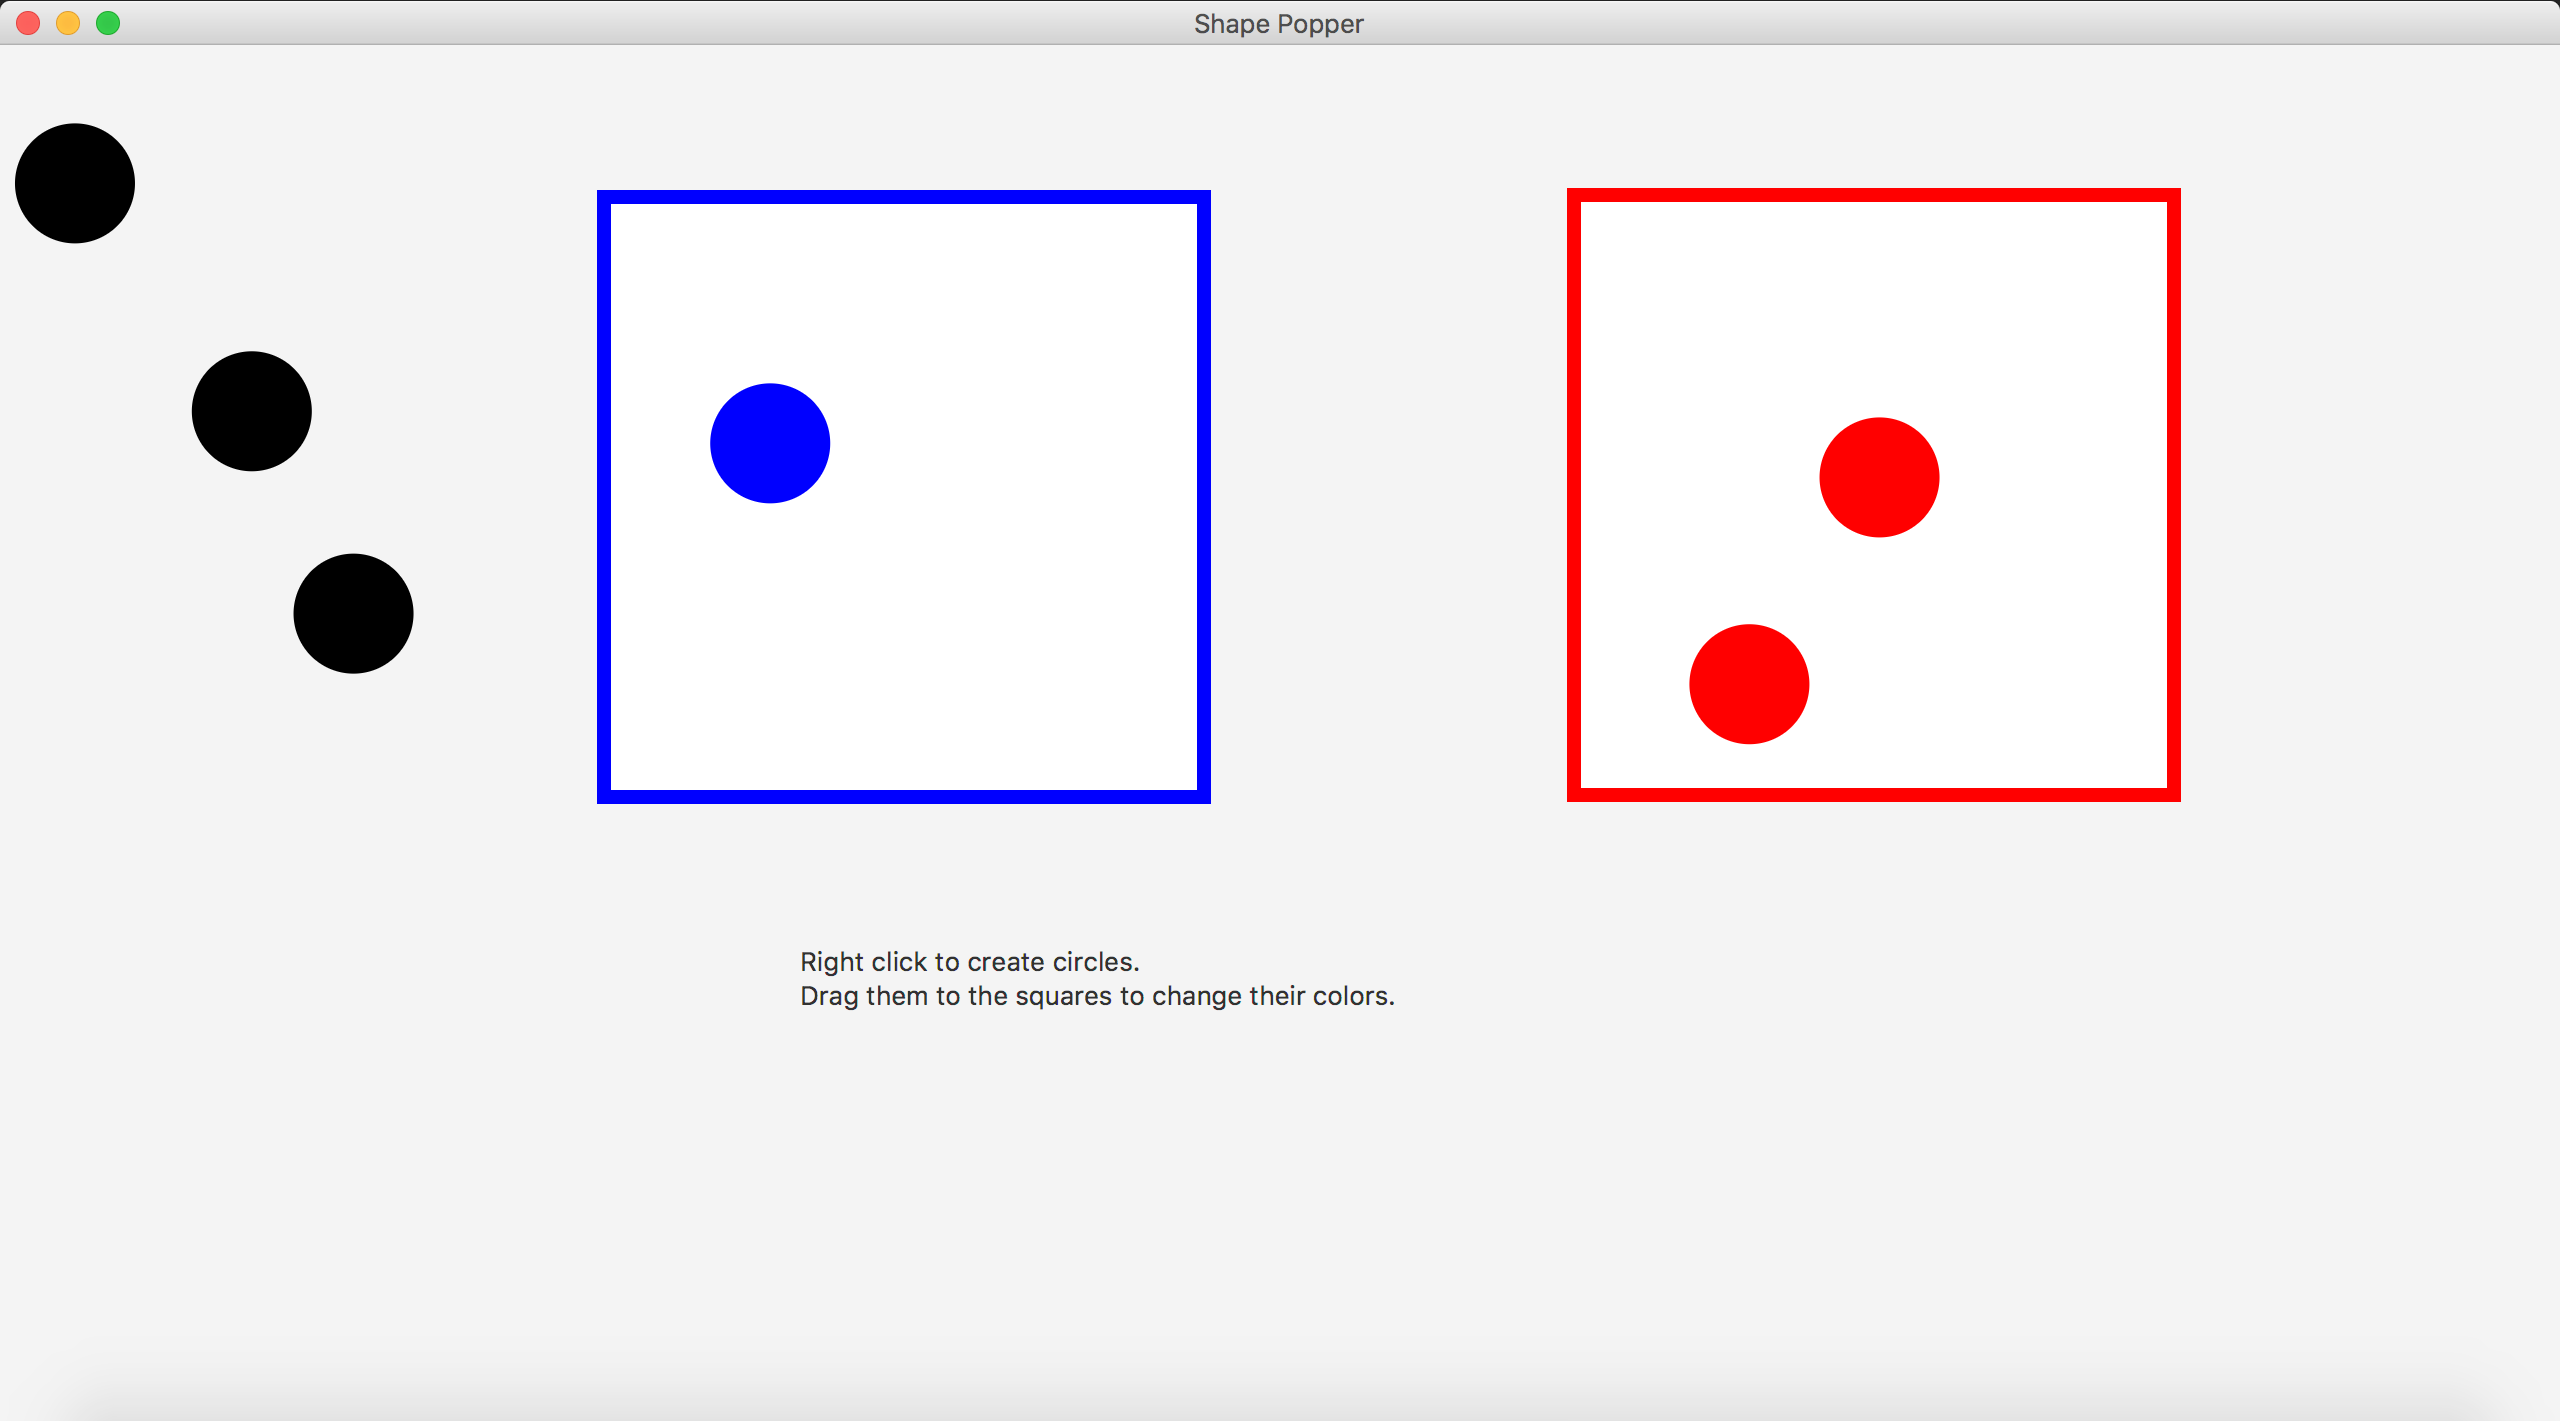 Shape Popper
Right click to create circles.
Drag them to the squares to change their colors.